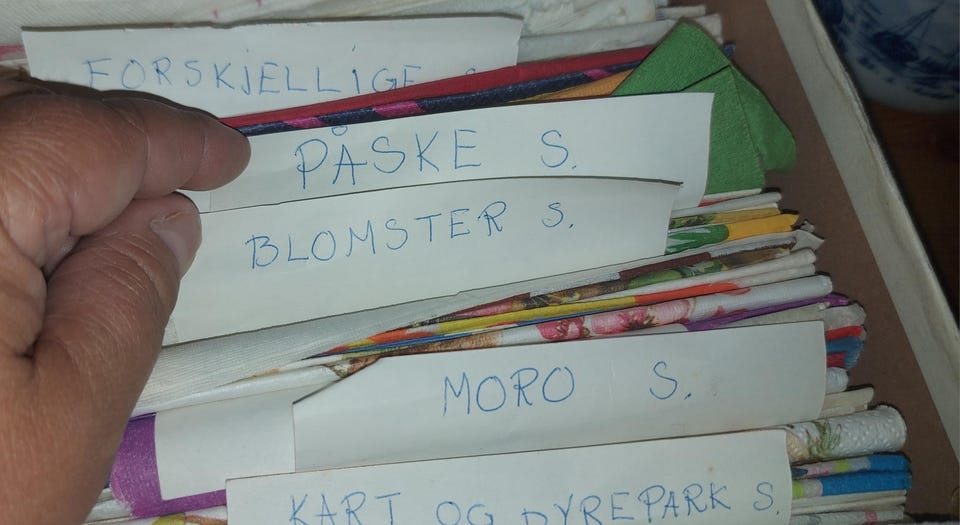 FORSKJELLIGE S
PÅSKE S.
BLOMSTER S.
MORO S.
KART OG DYREPARK S.